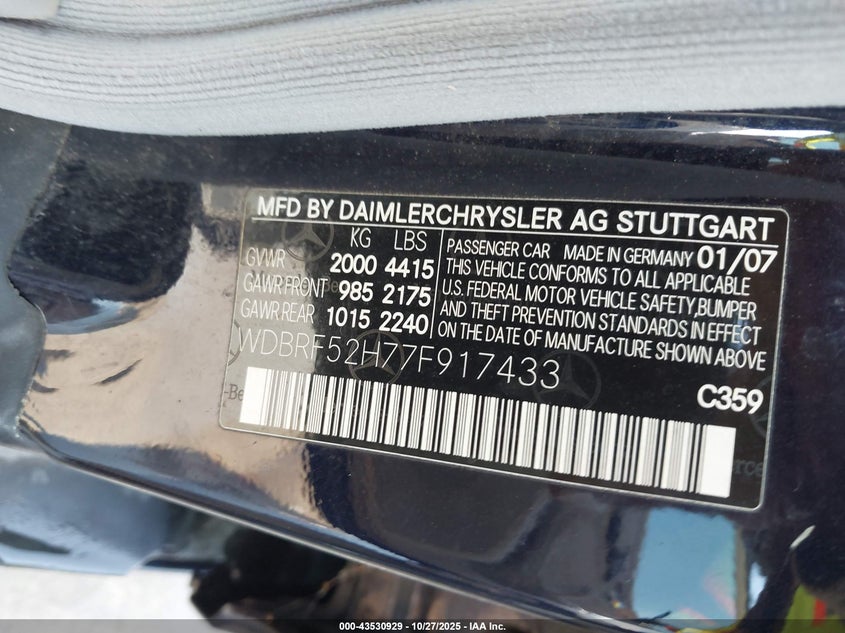 MFD BY DAIMLERCHRYSLER AG STUTTGART
KG LBS
GVWR 2000 4415
GAWR FRONT 985 2175
GAWR REAR 1015 2240
PASSENGER CAR MADE IN GERMANY 01/07
THIS VEHICLE CONFORMS TO ALL APPLICABLE
U.S. FEDERAL MOTOR VEHICLE SAFETY, BUMPER
AND THEFT PREVENTION STANDARDS IN EFFECT
ON THE DATE OF MANUFACTURE SHOWN ABOVE
WDBRF52H77F917433
C359
000-43530929 - 10/27/2025 - IAA Inc.